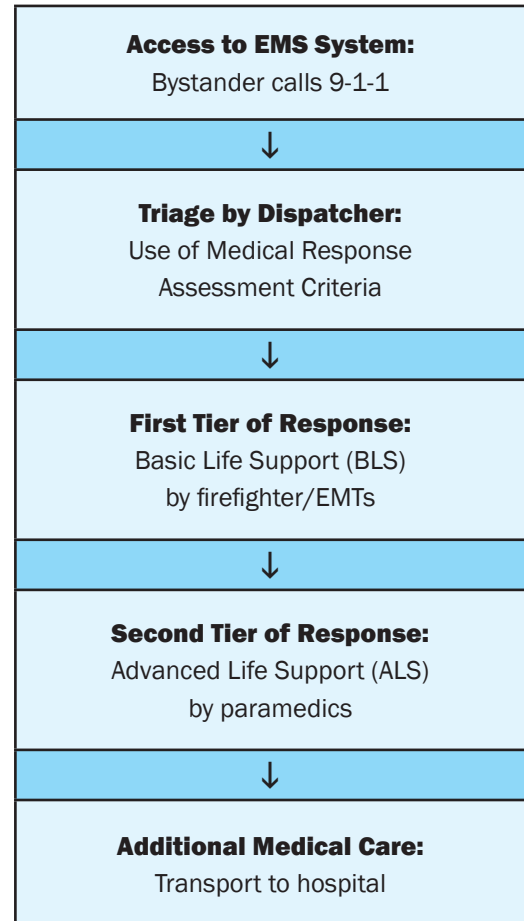 Access to EMS System:
Bystander calls 9-1-1
↓
Triage by Dispatcher:
Use of Medical Response
Assessment Criteria
↓
First Tier of Response:
Basic Life Support (BLS)
by firefighter/EMTs
↓
Second Tier of Response:
Advanced Life Support (ALS)
by paramedics
↓
Additional Medical Care:
Transport to hospital